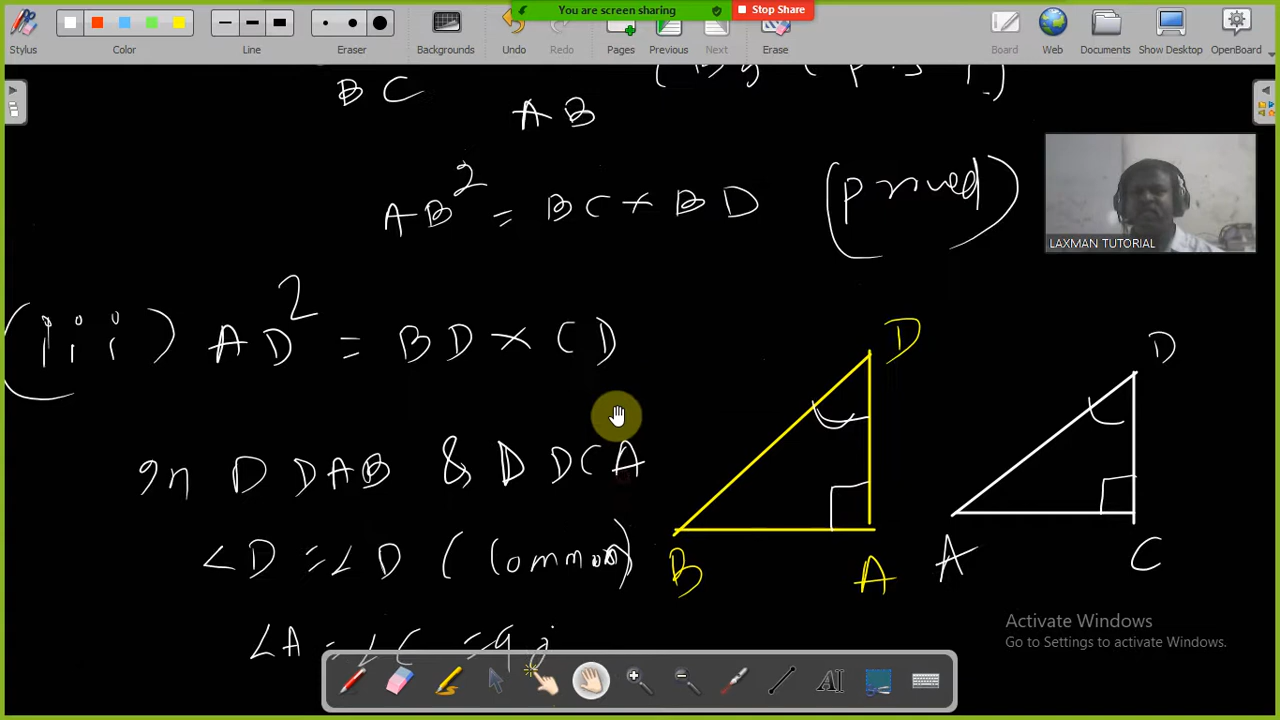 You are screen sharing Stop Share
Stylus Color Line Eraser Backgrounds Undo Redo Pages Previous Next Erase Board Web Documents Show Desktop OpenBoard
BC
AB
AB² = BC × BD (proved)
LAXMAN TUTORIAL
(iii) AD² = BD × CD
D
D
In D DAB & D DCA
∠D = ∠D (Common)
B A
A C
∠A = ∠C = 90
Activate Windows
Go to Settings to activate Windows.
AI